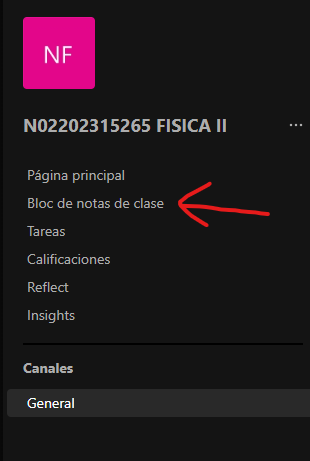 NF
N02202315265 FISICA II
Página principal
Bloc de notas de clase
Tareas
Calificaciones
Reflect
Insights
Canales
General